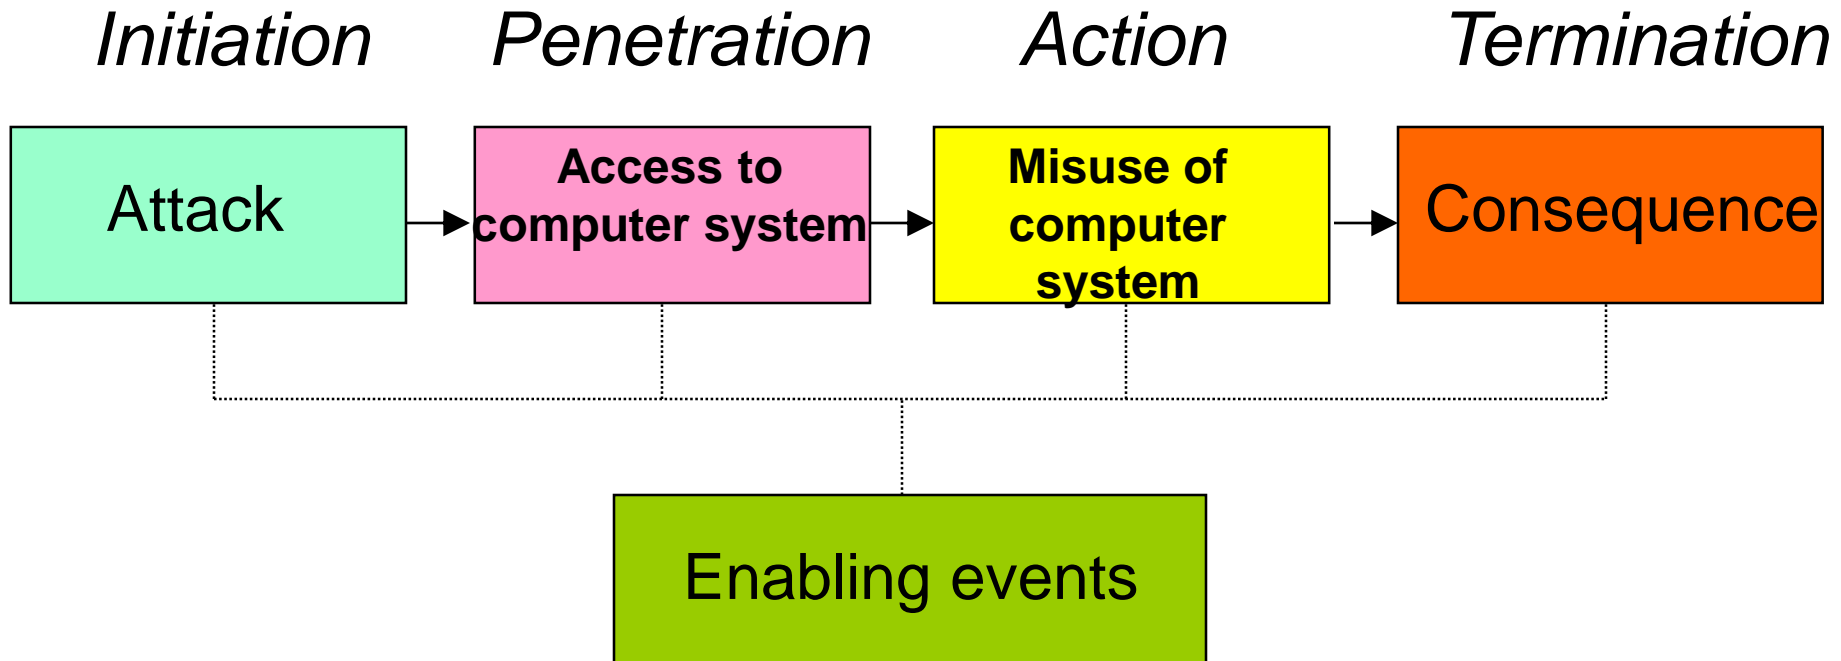 Initiation Penetration Action Termination
Attack
Access to
computer system
Misuse of
computer
system
Consequence
Enabling events